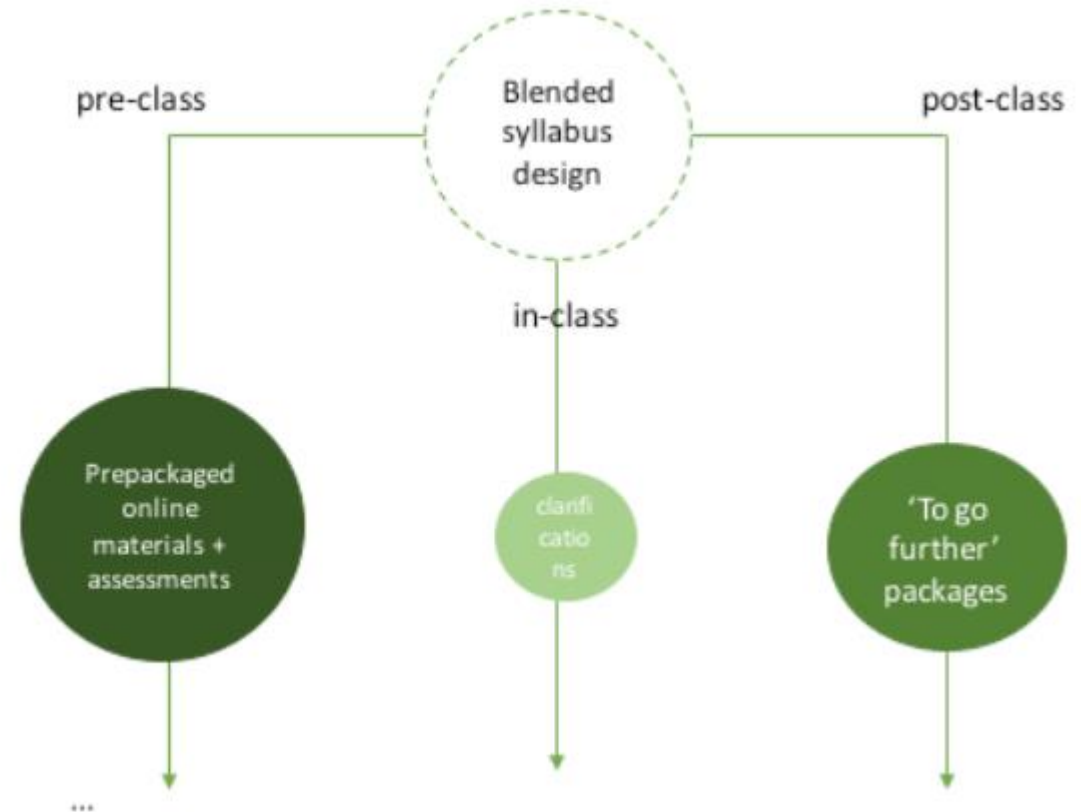 Blended
syllabus
design
pre-class
post-class
in-class
Prepackaged
online
materials +
assessments
clarifi
catio
ns
‘To go
further’
packages
...